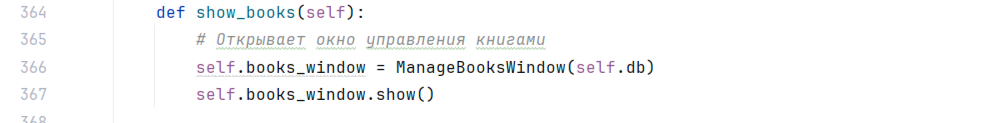 364 def show_books(self):
365 # Открывает окно управления книгами
366 self.books_window = ManageBooksWindow(self.db)
367 self.books_window.show()
368